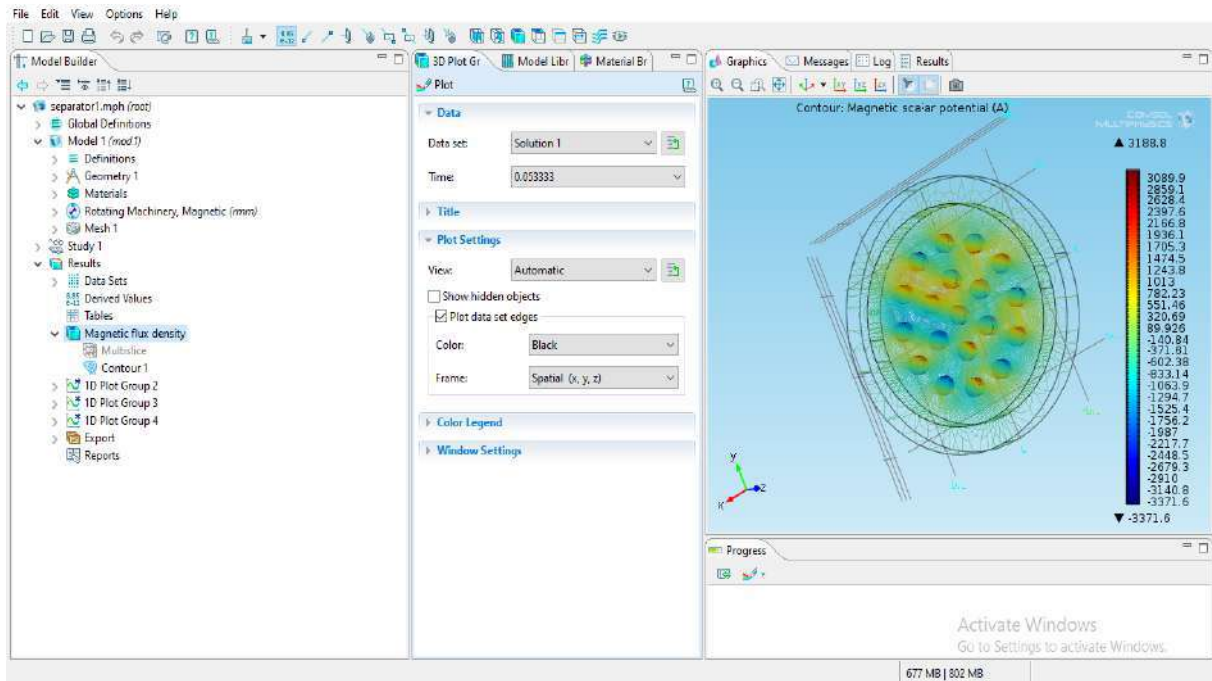 File Edit View Options Help
Model Builder
separator1.mph (root)
Global Definitions
Model 1 (mod1)
Definitions
Geometry 1
Materials
Rotating Machinery, Magnetic (rmm)
Mesh 1
Study 1
Results
Data Sets
Derived Values
Tables
Magnetic flux density
Multislice
Contour 1
1D Plot Group 2
1D Plot Group 3
1D Plot Group 4
Export
Reports
3D Plot Gr Model Libr Material Br
Plot
Data
Data set: Solution 1
Time: 0.053333
Title
Plot Settings
View: Automatic
Show hidden objects
Plot data set edges
Color: Black
Frame: Spatial (x, y, z)
Color Legend
Window Settings
Graphics Messages Log Results
Contour: Magnetic scalar potential (A)
COMSOL
MULTIPHYSICS
▲ 3188.8
3089.9
2859.1
2628.4
2397.6
2166.8
1936.1
1705.3
1474.5
1243.8
1013
782.23
551.46
320.69
89.926
-140.84
-371.61
-602.38
-833.14
-1063.9
-1294.7
-1525.4
-1756.2
-1987
-2217.7
-2448.5
-2679.3
-2910
-3140.8
-3371.6
▼ -3371.6
y
z
x
Progress
Activate Windows
Go to Settings to activate Windows.
677 MB | 802 MB